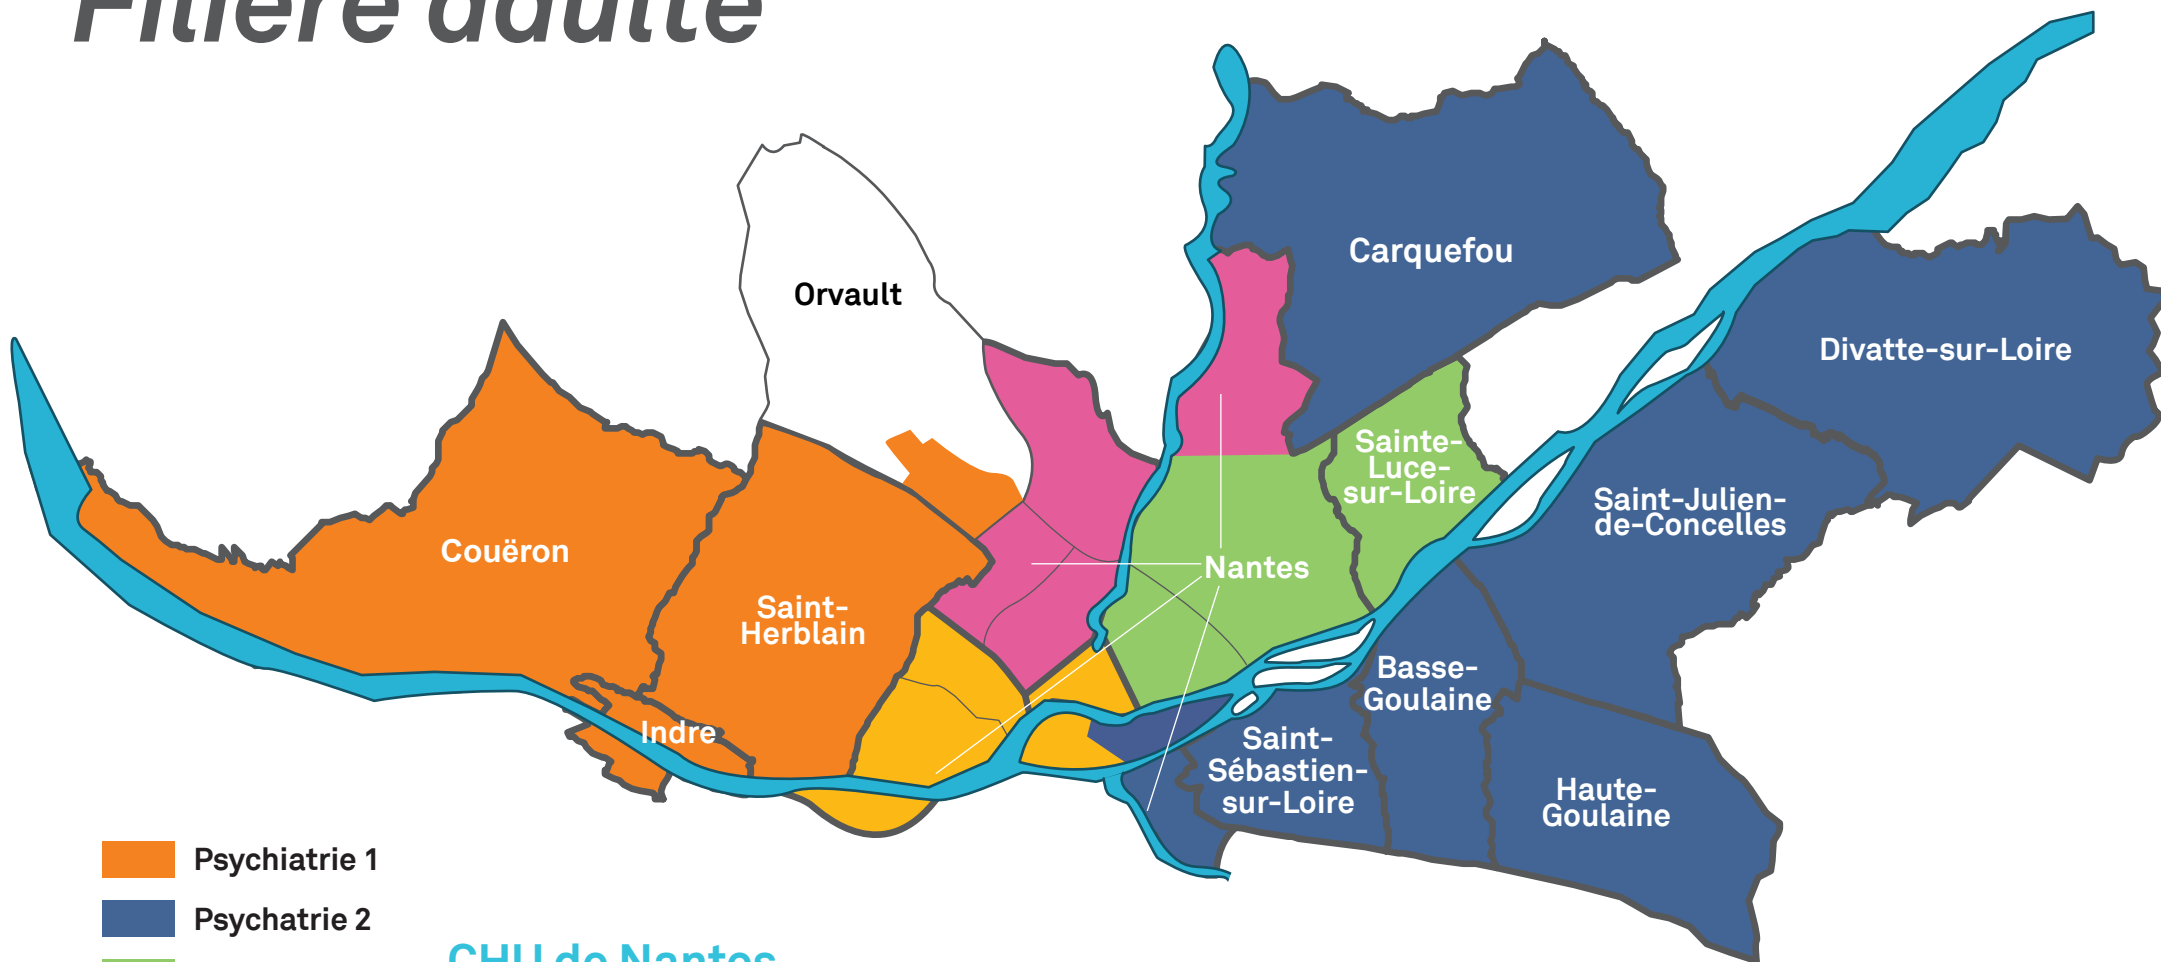 Filière adulte
Carquefou
Orvault
Divatte-sur-Loire
Sainte-
Luce-
sur-Loire
Saint-Julien-
de-Concelles
Couëron
Nantes
Saint-
Herblain
Basse-
Goulaine
Indre
Saint-
Sébastien-
sur-Loire
Haute-
Goulaine
Psychiatrie 1
Psychatrie 2
CHU de Nantes